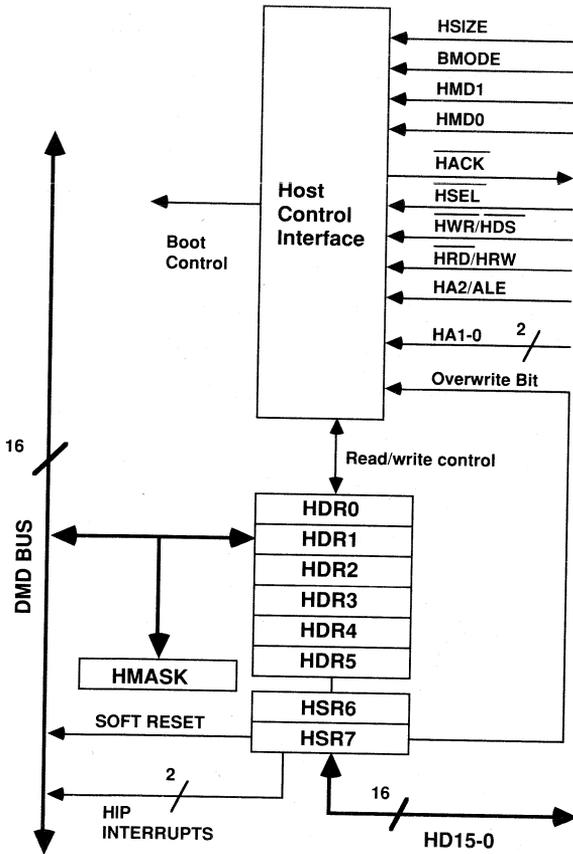 HSIZE
BMODE
HMD1
HMD0
HACK
HSEL
HWR/HDS
HRD/HRW
HA2/ALE
HA1-0
2
Overwrite Bit
Host
Control
Interface
Boot
Control
16
Read/write control
DMD BUS
HDR0
HDR1
HDR2
HDR3
HDR4
HDR5
HMASK
HSR6
HSR7
SOFT RESET
2
HIP
INTERRUPTS
16
HD15-0